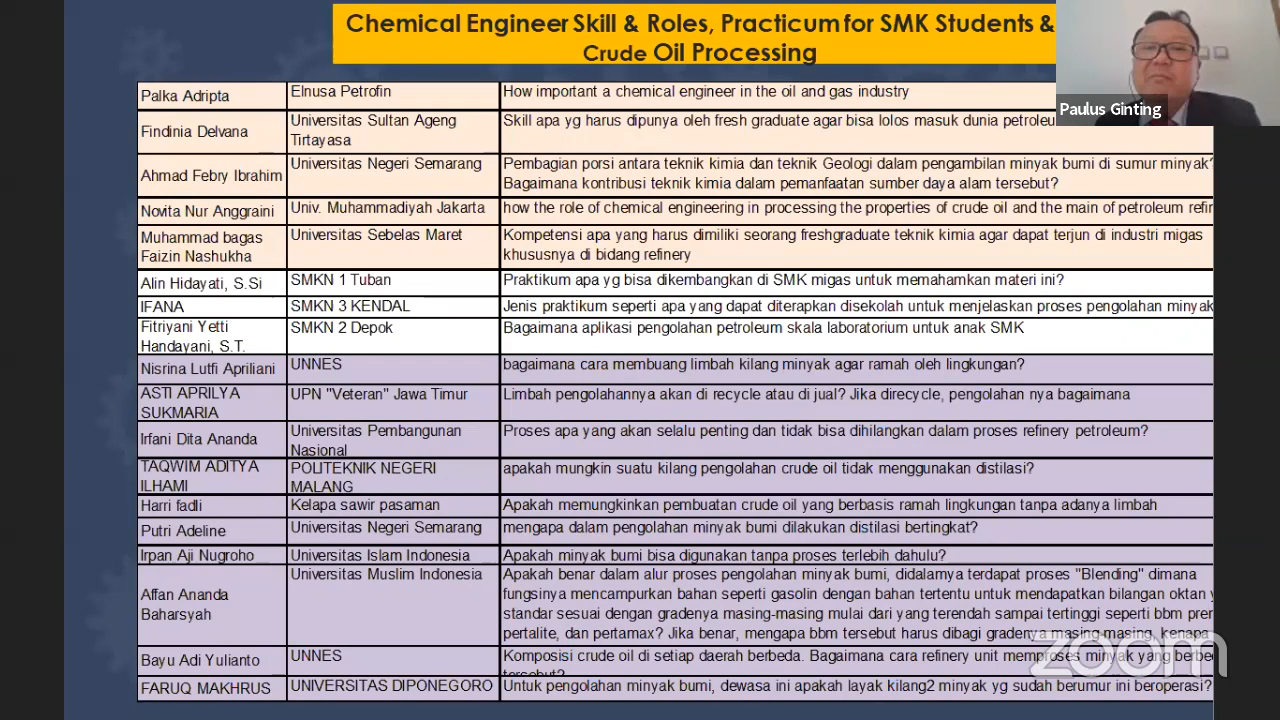 Chemical Engineer Skill & Roles, Practicum for SMK Students &
Crude Oil Processing
Paulus Ginting
Palka Adripta
Elnusa Petrofin
How important a chemical engineer in the oil and gas industry
Findinia Delvana
Universitas Sultan Ageng
Tirtayasa
Skill apa yg harus dipunya oleh fresh graduate agar bisa lolos masuk dunia
Ahmad Febry Ibrahim
Universitas Negeri Semarang
Pembagian porsi antara teknik kimia dan teknik Geologi dalam pengambilan minyak bumi di sumur minyak?
Bagaimana kontribusi teknik kimia dalam pemanfaatan sumber daya alam tersebut?
Novita Nur Anggraini
Univ. Muhammadiyah Jakarta
how the role of chemical engineering in processing the properties of crude oil and the main of petroleum
Muhammad bagas
Faizin Nashukha
Universitas Sebelas Maret
Kompetensi apa yang harus dimiliki seorang freshgraduate teknik kimia agar dapat terjun di industri migas
khususnya di bidang refinery
Alin Hidayati, S.Si
SMKN 1 Tuban
Praktikum apa yg bisa dikembangkan di SMK migas untuk memahamkan materi ini?
IFANA
SMKN 3 KENDAL
Jenis praktikum seperti apa yang dapat diterapkan disekolah untuk menjelaskan proses pengolahan minyak
Fitriyani Yetti
Handayani, S.T.
SMKN 2 Depok
Bagaimana aplikasi pengolahan petroleum skala laboratorium untuk anak SMK
Nisrina Lutfi Apriliani
UNNES
bagaimana cara membuang limbah kilang minyak agar ramah oleh lingkungan?
ASTI APRILYA
SUKMARIA
UPN "Veteran" Jawa Timur
Limbah pengolahannya akan di recycle atau di jual? Jika direcycle, pengolahan nya bagaimana
Irfani Dita Ananda
Universitas Pembangunan
Nasional
Proses apa yang akan selalu penting dan tidak bisa dihilangkan dalam proses refinery petroleum?
TAQWIM ADITYA
ILHAMI
POLITEKNIK NEGERI
MALANG
apakah mungkin suatu kilang pengolahan crude oil tidak menggunakan distilasi?
Harri fadli
Kelapa sawir pasaman
Apakah memungkinkan pembuatan crude oil yang berbasis ramah lingkungan tanpa adanya limbah
Putri Adeline
Universitas Negeri Semarang
mengapa dalam pengolahan minyak bumi dilakukan distilasi bertingkat?
Irpan Aji Nugroho
Universitas Islam Indonesia
Apakah minyak bumi bisa digunakan tanpa proses terlebih dahulu?
Affan Ananda
Baharsyah
Universitas Muslim Indonesia
Apakah benar dalam alur proses pengolahan minyak bumi, didalamya terdapat proses "Blending" dimana
fungsinya mencampurkan bahan seperti gasolin dengan bahan tertentu untuk mendapatkan bilangan oktan
standar sesuai dengan gradenya masing-masing mulai dari yang terendah sampai tertinggi seperti bbm
pertalite, dan pertamax? Jika benar, mengapa bbm tersebut harus dibagi gradenya masing-masing, kenapa
Bayu Adi Yulianto
UNNES
Komposisi crude oil di setiap daerah berbeda. Bagaimana cara refinery unit memproses minyak yang
tersebut?
FARUQ MAKHRUS
UNIVERSITAS DIPONEGORO
Untuk pengolahan minyak bumi, dewasa ini apakah layak kilang2 minyak yg sudah berumur ini beroperasi?
zoom